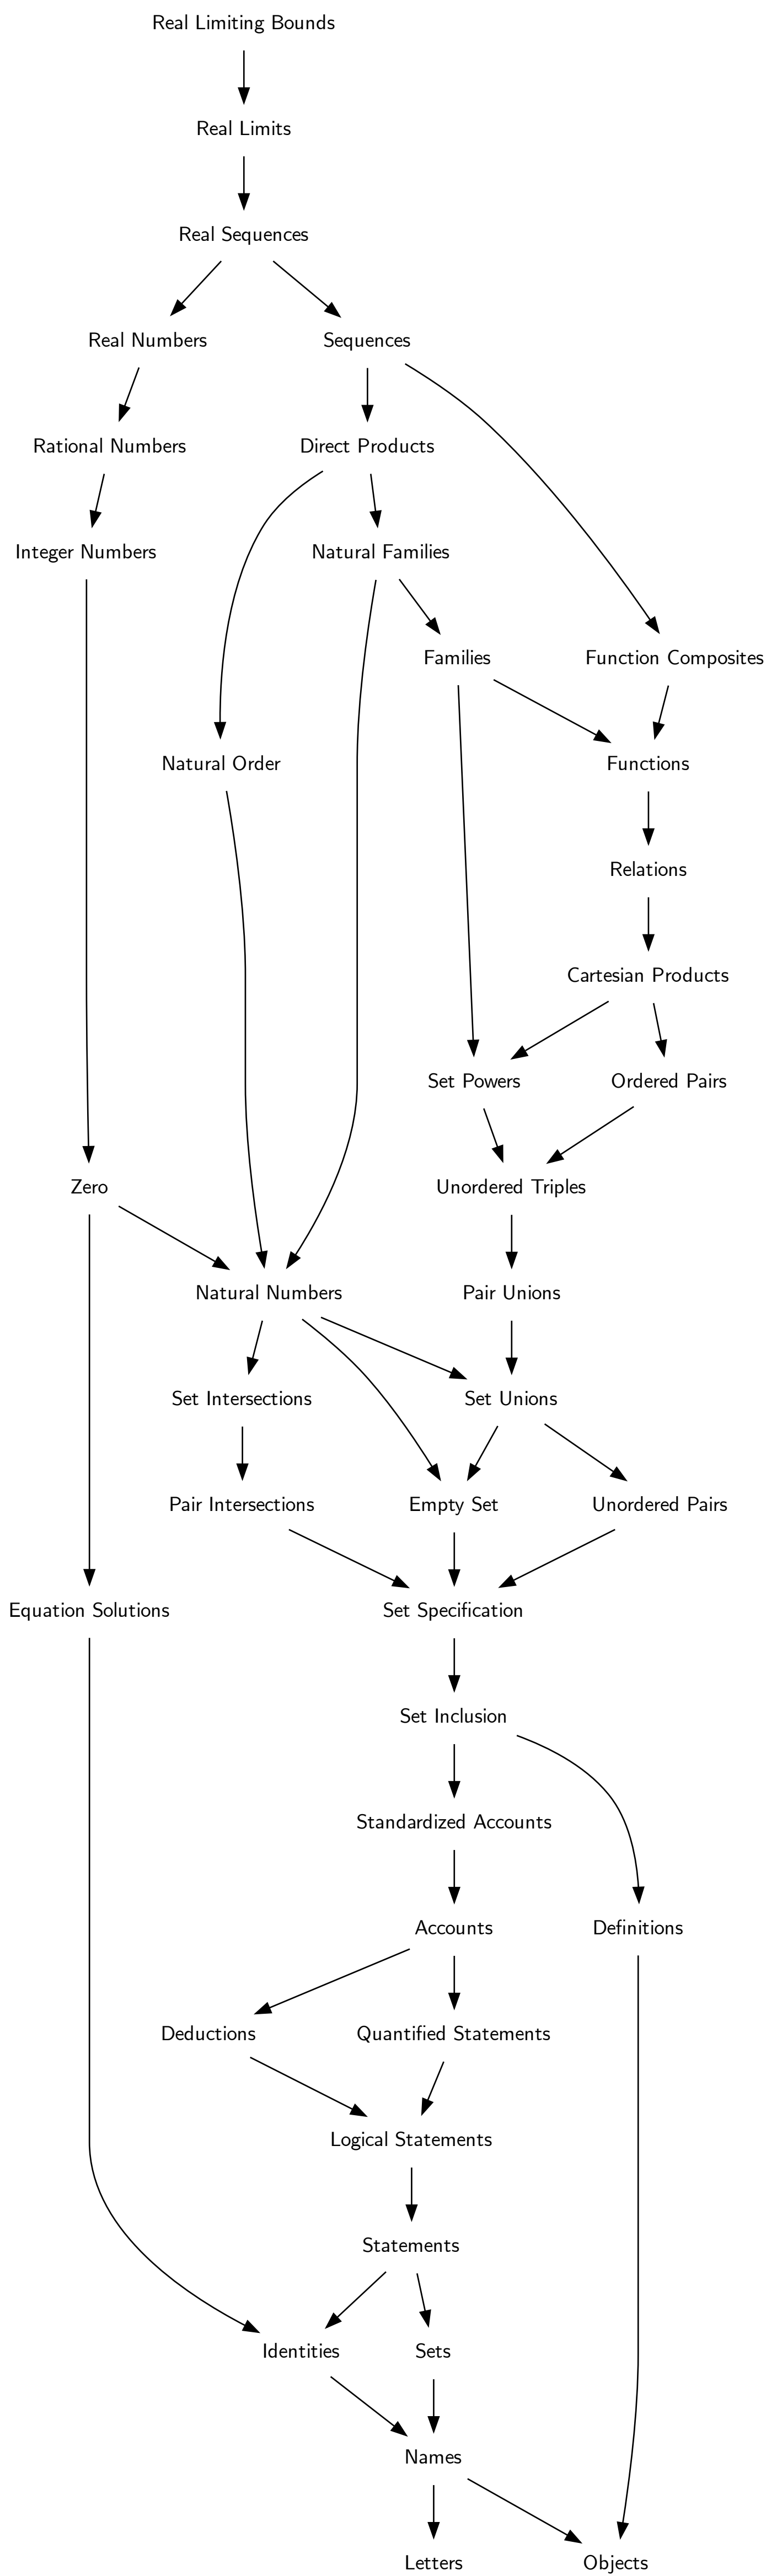 Real Limiting Bounds
Real Limits
Real Sequences
Real Numbers
Sequences
Rational Numbers
Direct Products
Integer Numbers
Natural Families
Families
Function Composites
Natural Order
Functions
Relations
Cartesian Products
Set Powers
Ordered Pairs
Zero
Unordered Triples
Natural Numbers
Pair Unions
Set Intersections
Set Unions
Pair Intersections
Empty Set
Unordered Pairs
Equation Solutions
Set Specification
Set Inclusion
Standardized Accounts
Accounts
Definitions
Deductions
Quantified Statements
Logical Statements
Statements
Identities
Sets
Names
Letters
Objects